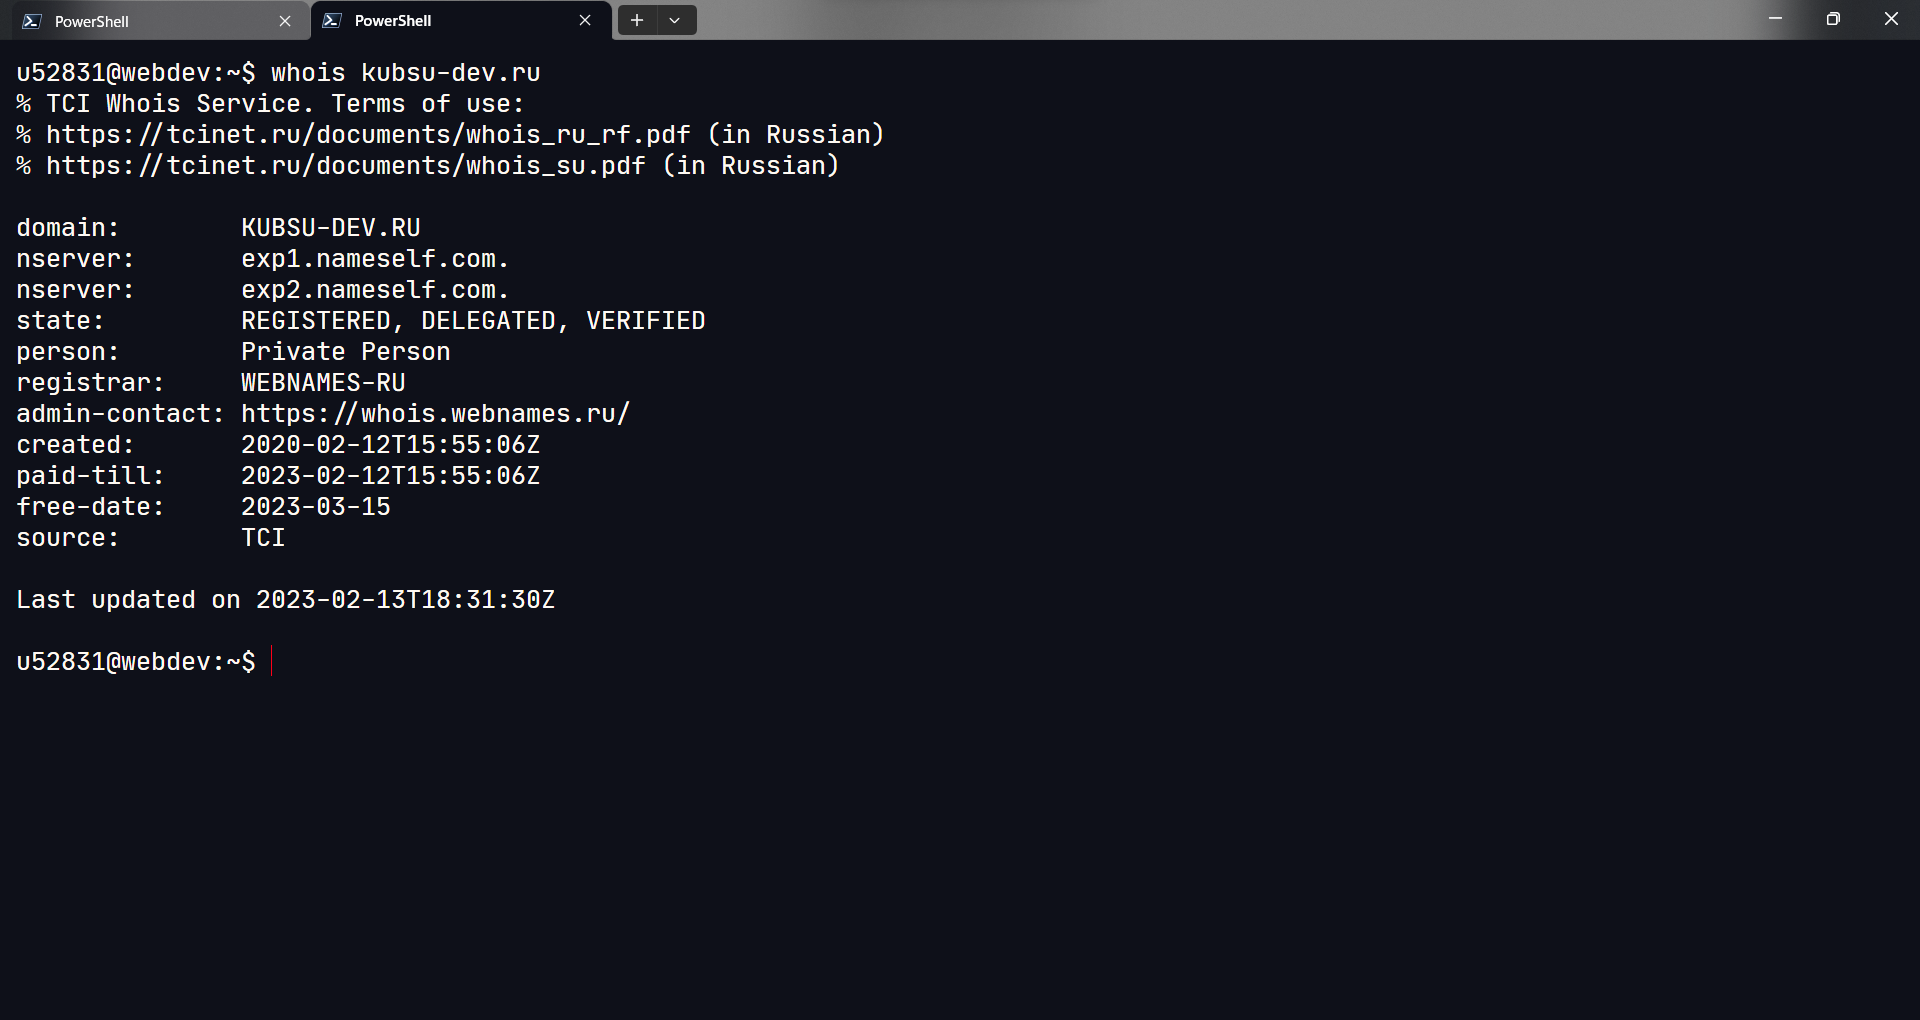 PowerShell
PowerShell
u52831@webdev:~$ whois kubsu-dev.ru
% TCI Whois Service. Terms of use:
% https://tcinet.ru/documents/whois_ru_rf.pdf (in Russian)
% https://tcinet.ru/documents/whois_su.pdf (in Russian)
domain:        KUBSU-DEV.RU
nserver:       exp1.nameself.com.
nserver:       exp2.nameself.com.
state:         REGISTERED, DELEGATED, VERIFIED
person:        Private Person
registrar:     WEBNAMES-RU
admin-contact: https://whois.webnames.ru/
created:       2020-02-12T15:55:06Z
paid-till:     2023-02-12T15:55:06Z
free-date:     2023-03-15
source:        TCI
Last updated on 2023-02-13T18:31:30Z
u52831@webdev:~$